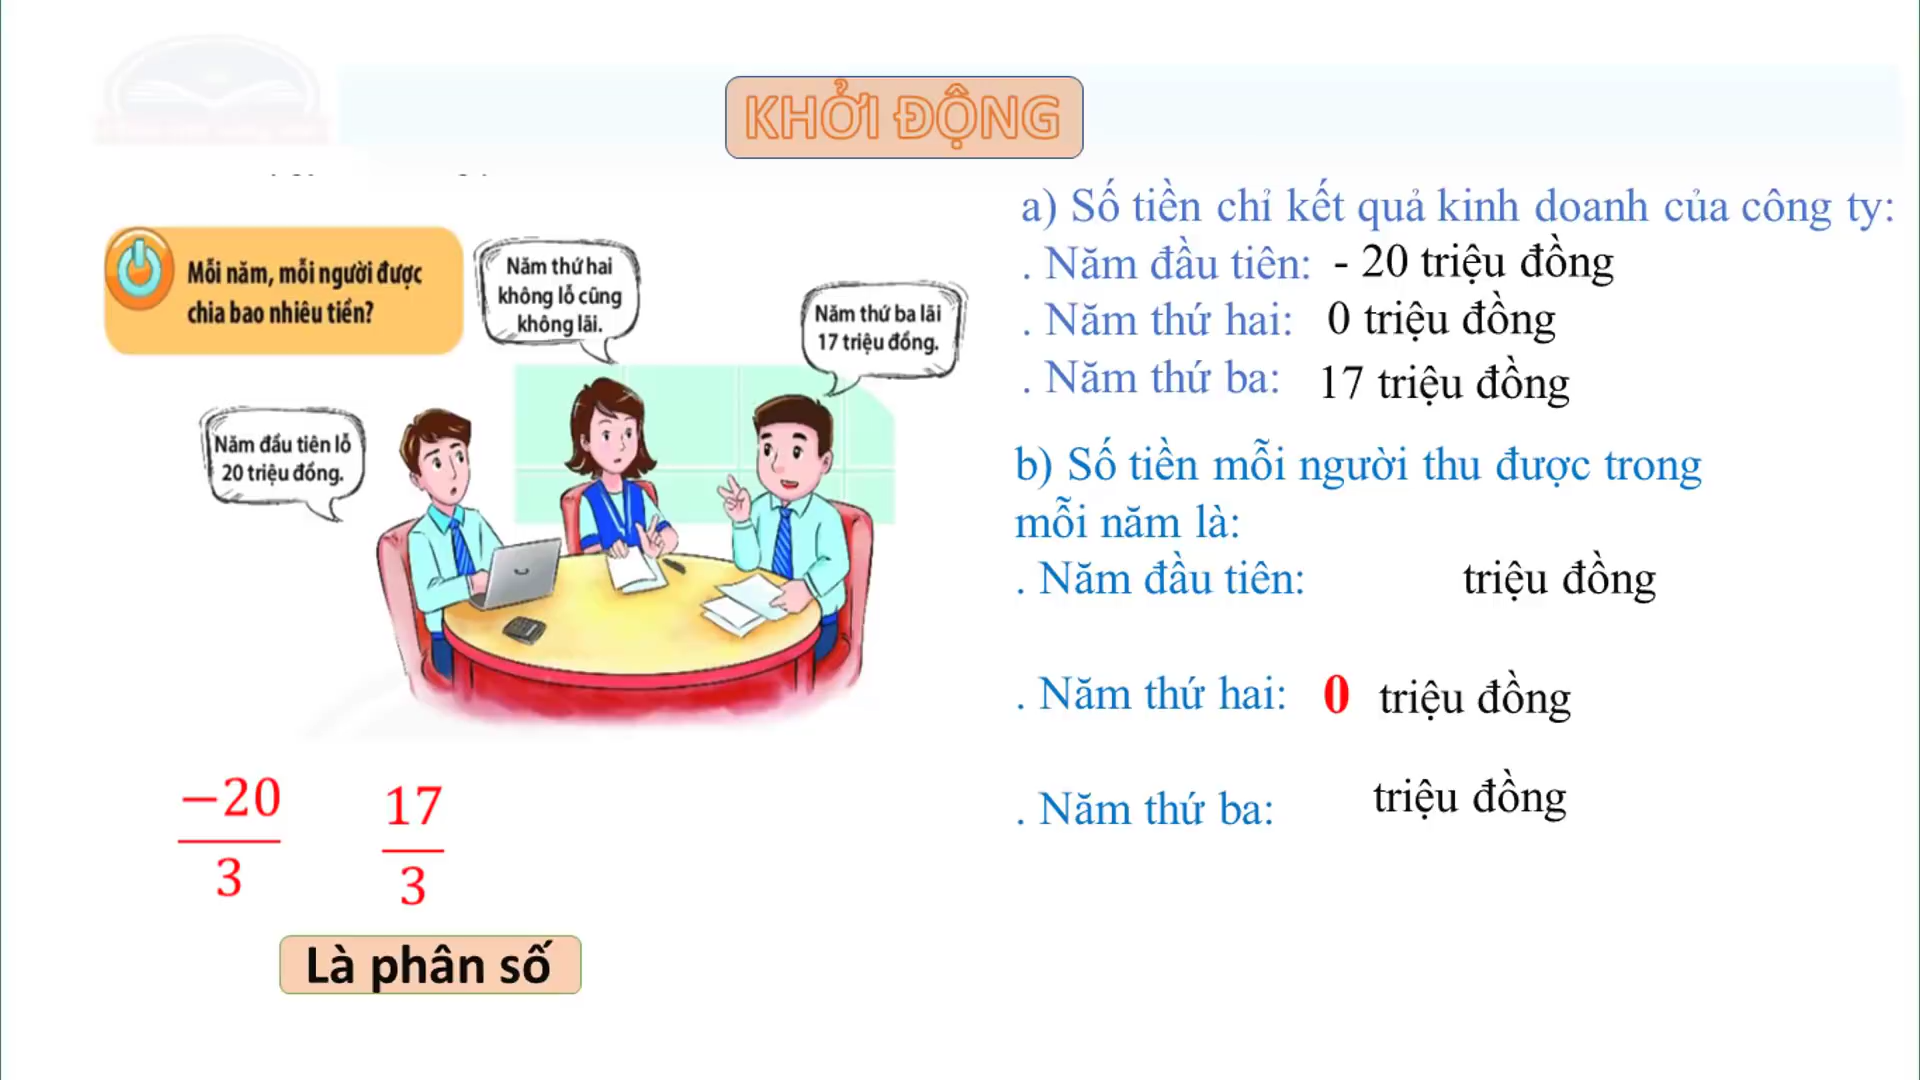 KHỞI ĐỘNG
Mỗi năm, mỗi người được
chia bao nhiêu tiền?
Năm thứ hai
không lỗ cũng
không lãi.
Năm thứ ba lãi
17 triệu đồng.
Năm đầu tiên lỗ
20 triệu đồng.
a) Số tiền chỉ kết quả kinh doanh của công ty:
. Năm đầu tiên: - 20 triệu đồng
. Năm thứ hai: 0 triệu đồng
. Năm thứ ba: 17 triệu đồng
b) Số tiền mỗi người thu được trong
mỗi năm là:
. Năm đầu tiên: triệu đồng
. Năm thứ hai: 0 triệu đồng
. Năm thứ ba: triệu đồng
−20 17
3 3
Là phân số